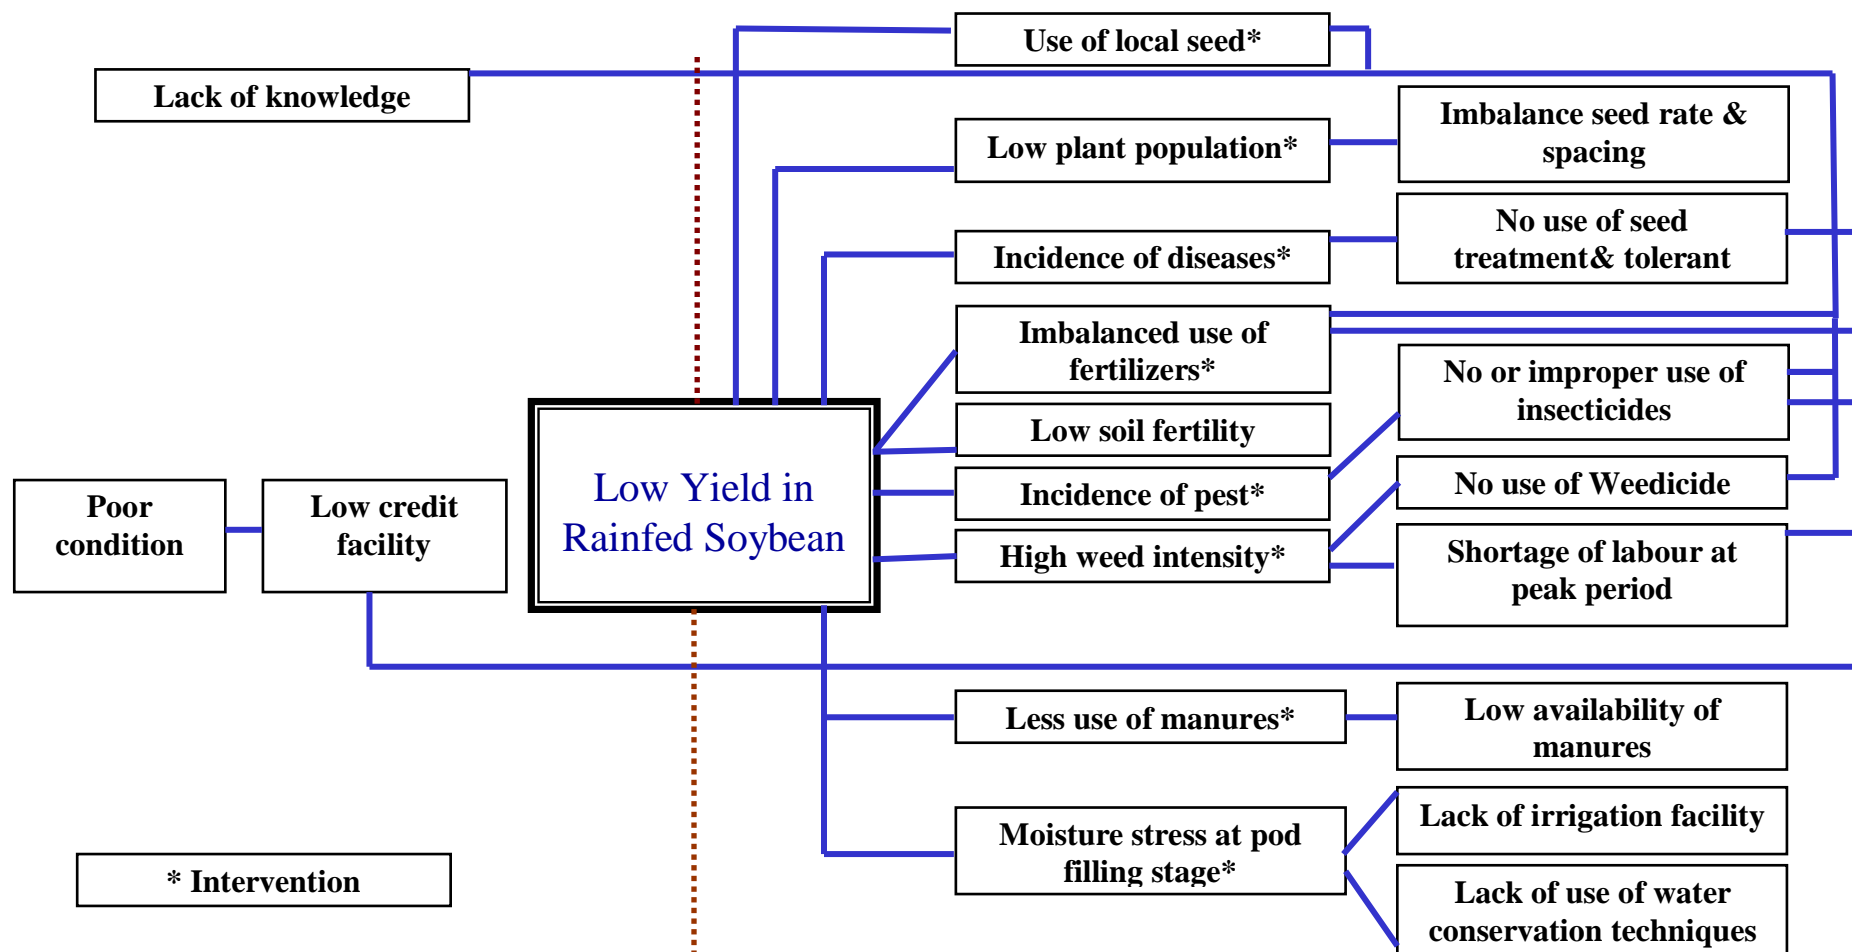 Use of local seed*
Lack of knowledge
Imbalance seed rate &
spacing
Low plant population*
No use of seed
treatment& tolerant
Incidence of diseases*
Imbalanced use of
fertilizers*
No or improper use of
insecticides
Low soil fertility
Low Yield in
Rainfed Soybean
Poor
condition
Low credit
facility
Incidence of pest*
No use of Weedicide
High weed intensity*
Shortage of labour at
peak period
Less use of manures*
Low availability of
manures
Lack of irrigation facility
Moisture stress at pod
filling stage*
* Intervention
Lack of use of water
conservation techniques